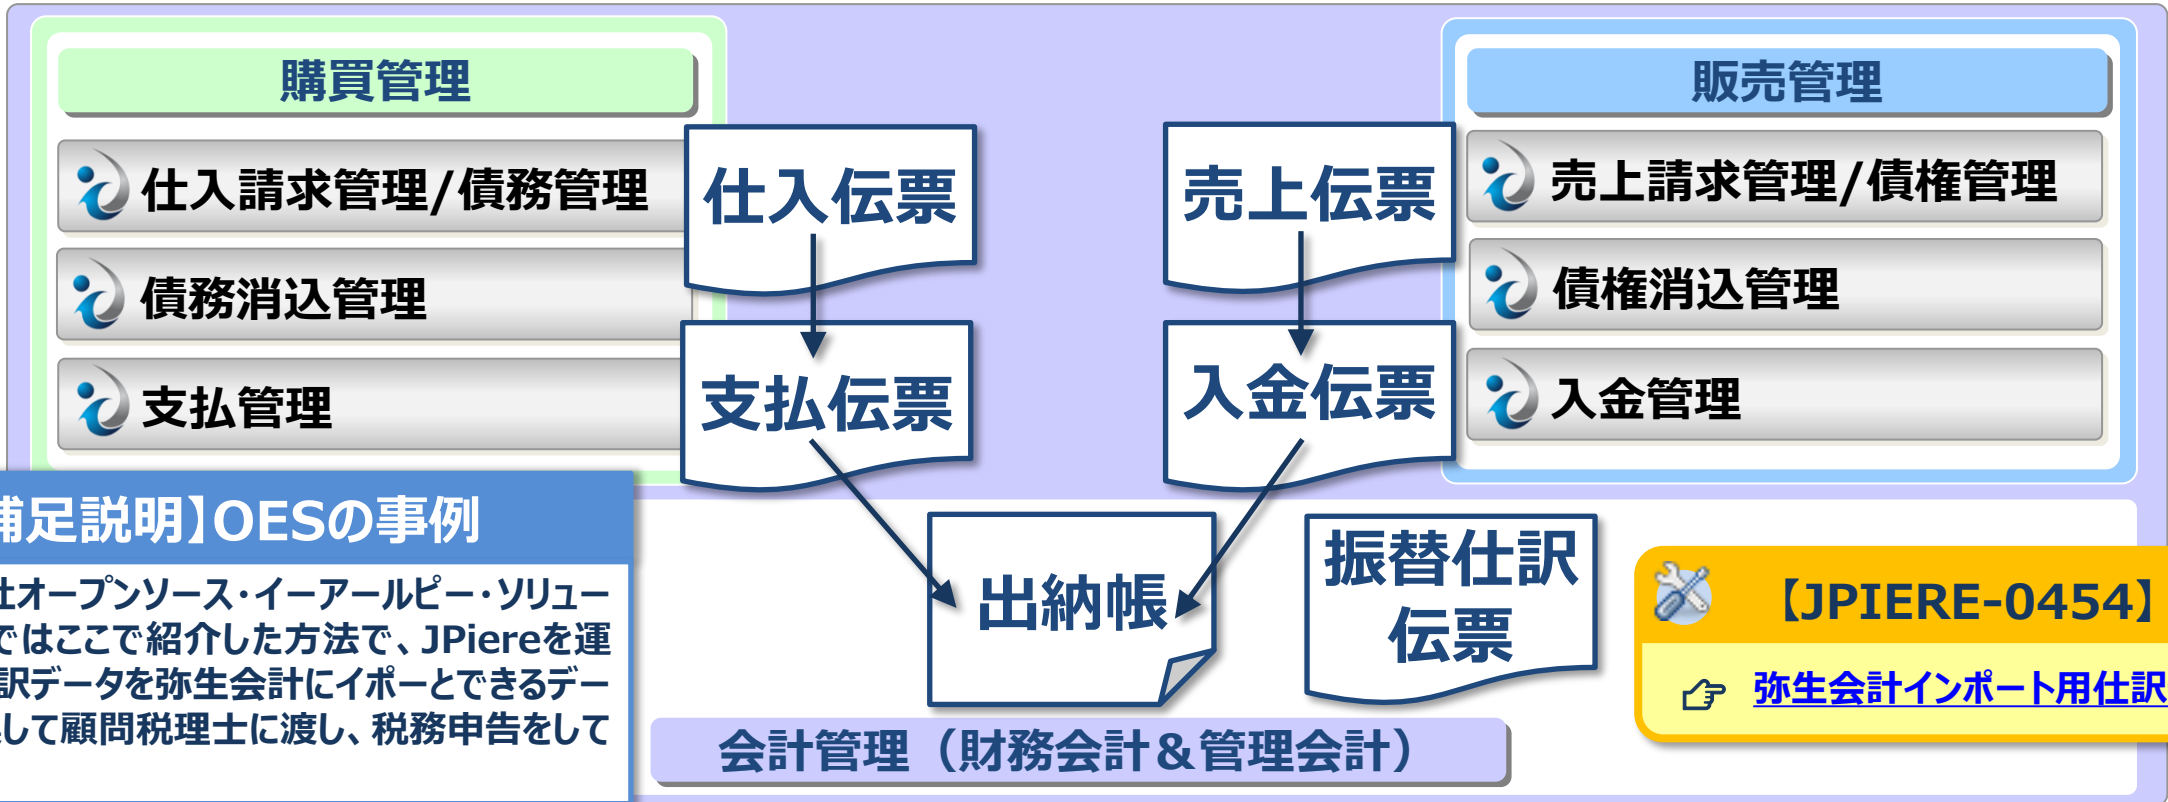 購買管理
仕入請求管理/債務管理
債務消込管理
支払管理
仕入伝票
支払伝票
売上伝票
入金伝票
販売管理
売上請求管理/債権管理
債権消込管理
入金管理
足説明】OESの事例
オープンソース・イーアールピー・ソリュー
ではここで紹介した方法で、JPiereを運
訳データを弥生会計にイポーとできるデー
して顧問税理士に渡し、税務申告をして
出納帳
振替仕訳
伝票
【JPIERE-0454】
弥生会計インポート用仕訳
会計管理（財務会計＆管理会計）